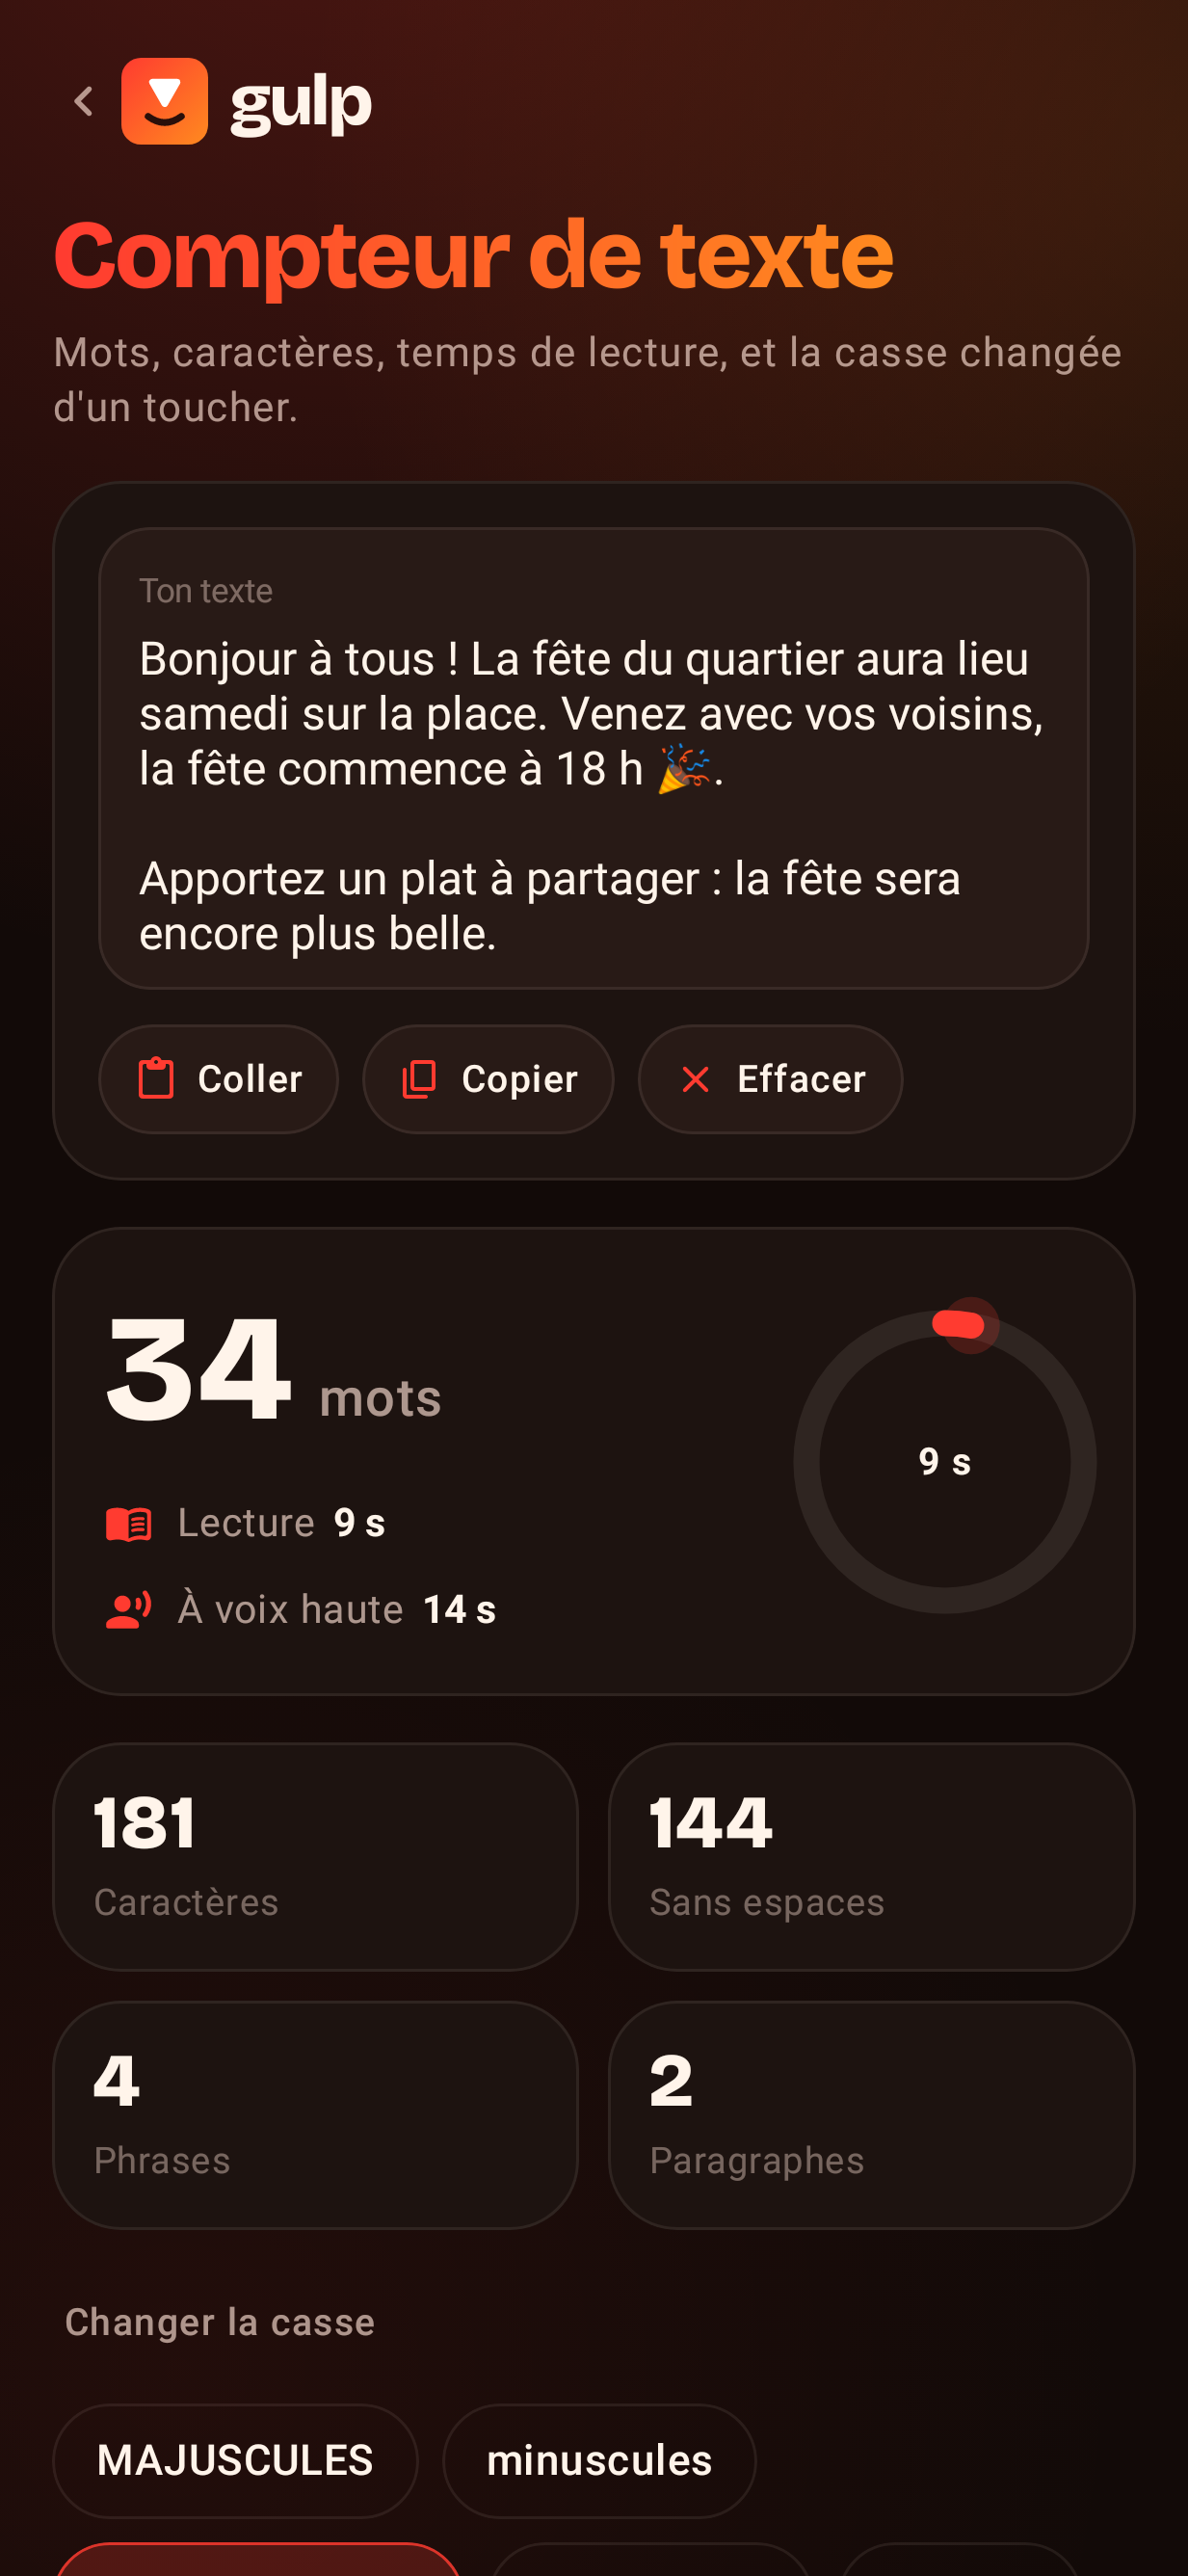 gulp
Compteur de texte
Mots, caractères, temps de lecture, et la casse changée
d'un toucher.
Ton texte
Bonjour à tous ! La fête du quartier aura lieu
samedi sur la place. Venez avec vos voisins,
la fête commence à 18 h 🎉.
Apportez un plat à partager : la fête sera
encore plus belle.
Coller
Copier
Effacer
34 mots
9 s
Lecture 9 s
À voix haute 14 s
181
Caractères
144
Sans espaces
4
Phrases
2
Paragraphes
Changer la casse
MAJUSCULES
minuscules